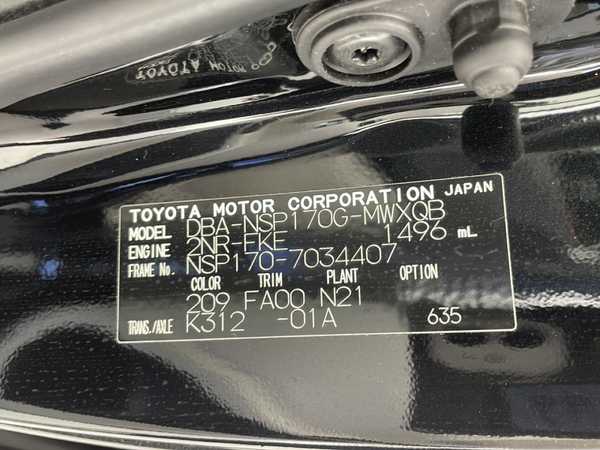 TOYOTA MOTOR CORPORATION JAPAN
MODEL DBA-NSP170G-MWXQB
ENGINE 2NR-FKE 1496 mL
FRAME No. NSP170-7034407
COLOR TRIM PLANT OPTION
209 FA00 N21
TRANS./AXLE K312 -01A 635